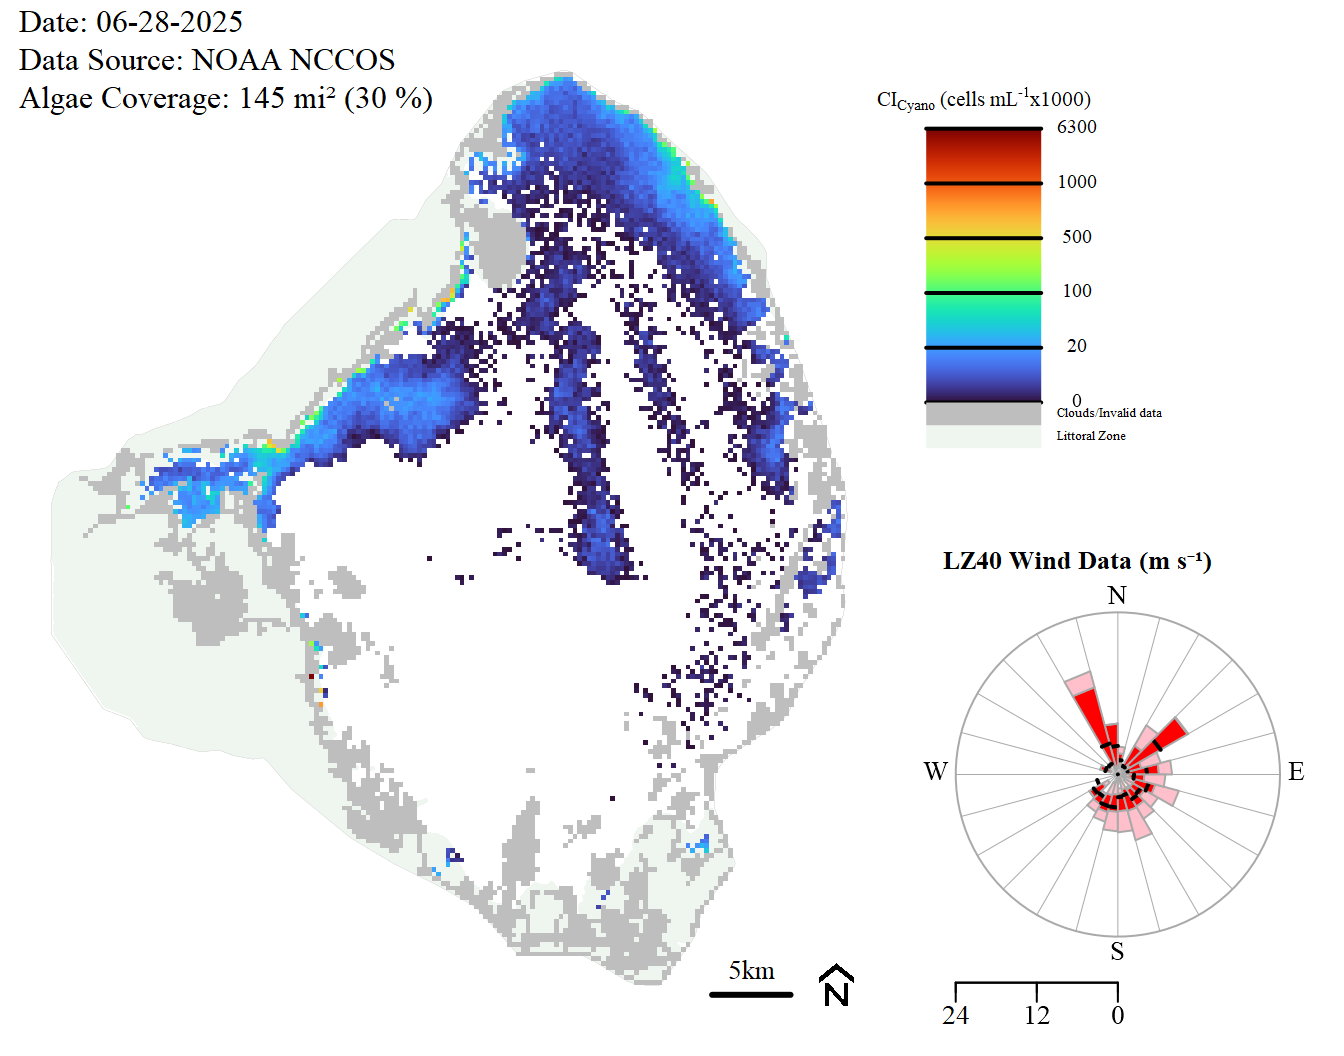 Date: 06-28-2025
Data Source: NOAA NCCOS
Algae Coverage: 145 mi² (30 %)
CICyano (cells mL-1x1000)
6300
1000
500
100
20
0
Clouds/Invalid data
Littoral Zone
LZ40 Wind Data (m s⁻¹)
N
W
E
S
5km
N
24 12 0